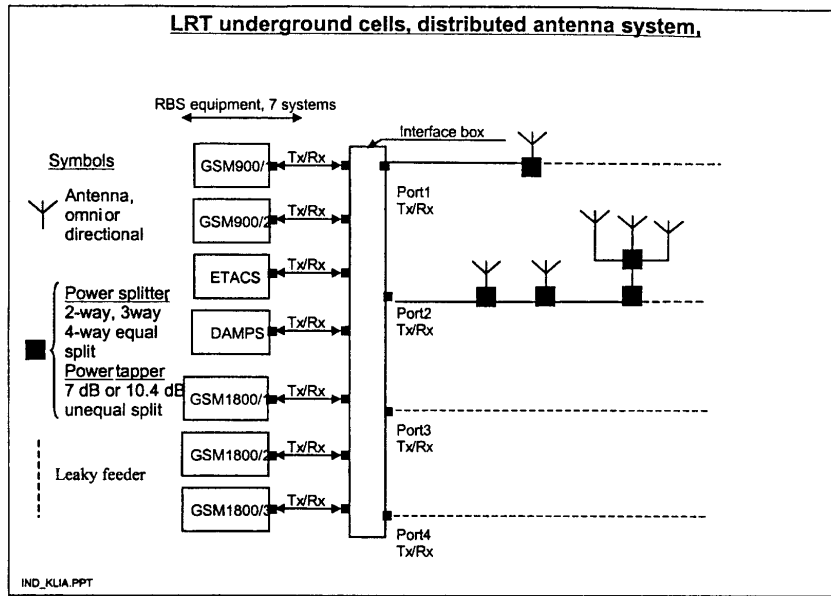 LRT underground cells, distributed antenna system,
RBS equipment, 7 systems
Interface box
Symbols
Antenna,
omni or
directional
Power splitter
2-way, 3way
4-way equal
split
Power tapper
7 dB or 10.4 dB
unequal split
Leaky feeder
GSM900/1
Tx/Rx
GSM900/2
Tx/Rx
ETACS
Tx/Rx
DAMPS
Tx/Rx
GSM1800/1
Tx/Rx
GSM1800/2
Tx/Rx
GSM1800/3
Tx/Rx
Port1
Tx/Rx
Port2
Tx/Rx
Port3
Tx/Rx
Port4
Tx/Rx
IND_KLIA.PPT